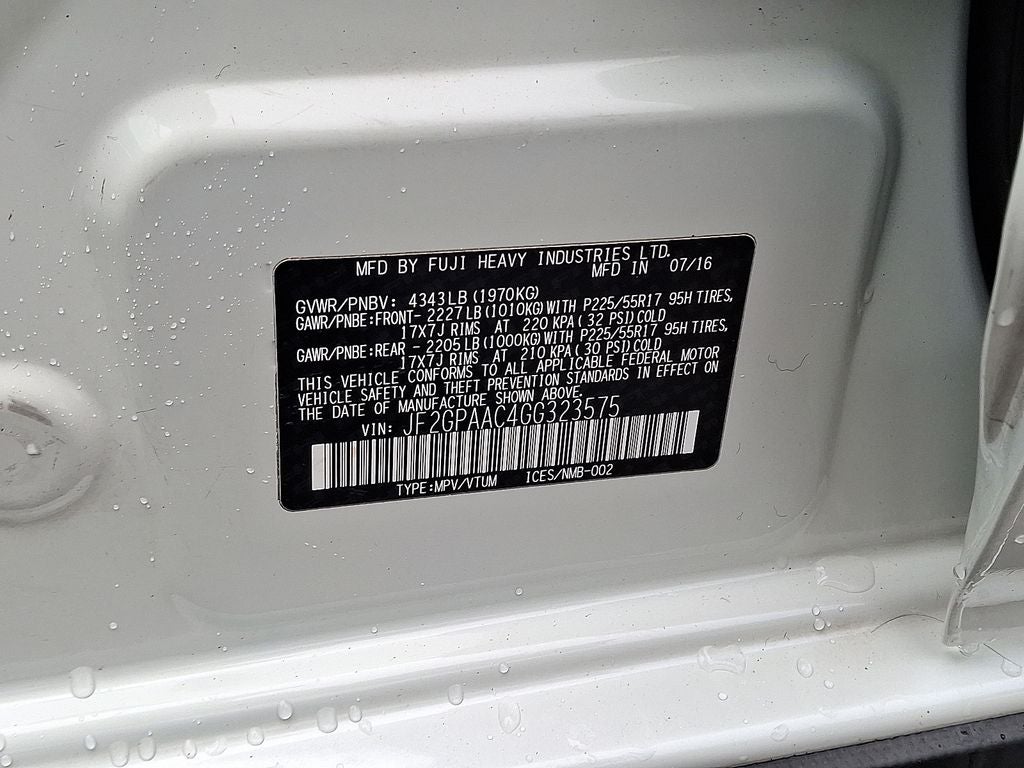 MFD BY FUJI HEAVY INDUSTRIES LTD.
MFD IN 07/16
GVWR/PNBV: 4343LB(1970KG)
GAWR/PNBE:FRONT- 2227LB(1010KG)WITH P225/55R17 95H TIRES,
17X7J RIMS AT 220 KPA( 32 PSI)COLD
GAWR/PNBE:REAR - 2205LB(1000KG)WITH P225/55R17 95H TIRES,
17X7J RIMS AT 210 KPA( 30 PSI)COLD
THIS VEHICLE CONFORMS TO ALL APPLICABLE FEDERAL MOTOR
VEHICLE SAFETY AND THEFT PREVENTION STANDARDS IN EFFECT ON
THE DATE OF MANUFACTURE SHOWN ABOVE.
VIN: JF2GPAAC4GG323575
TYPE:MPV/VTUM ICES/NMB-002